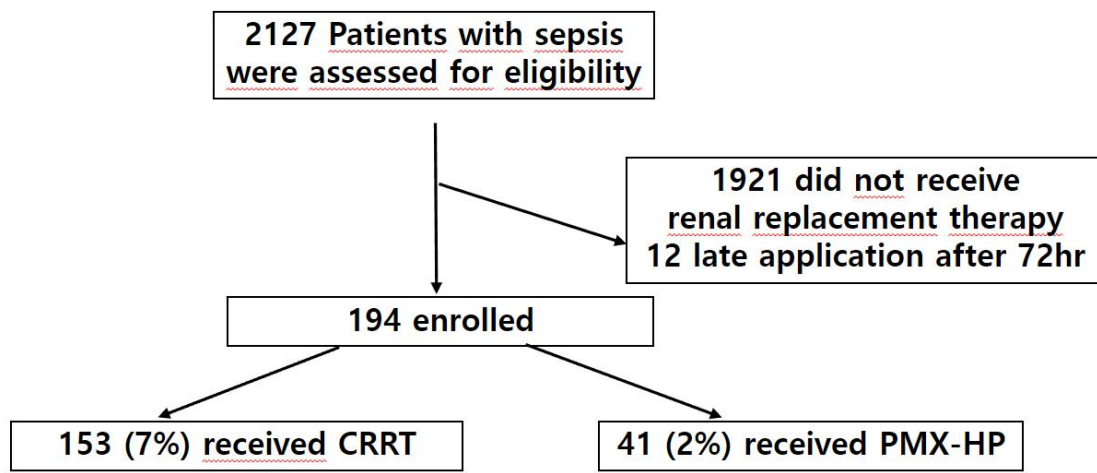 2127 Patients with sepsis
were assessed for eligibility
1921 did not receive
renal replacement therapy
12 late application after 72hr
194 enrolled
153 (7%) received CRRT
41 (2%) received PMX-HP